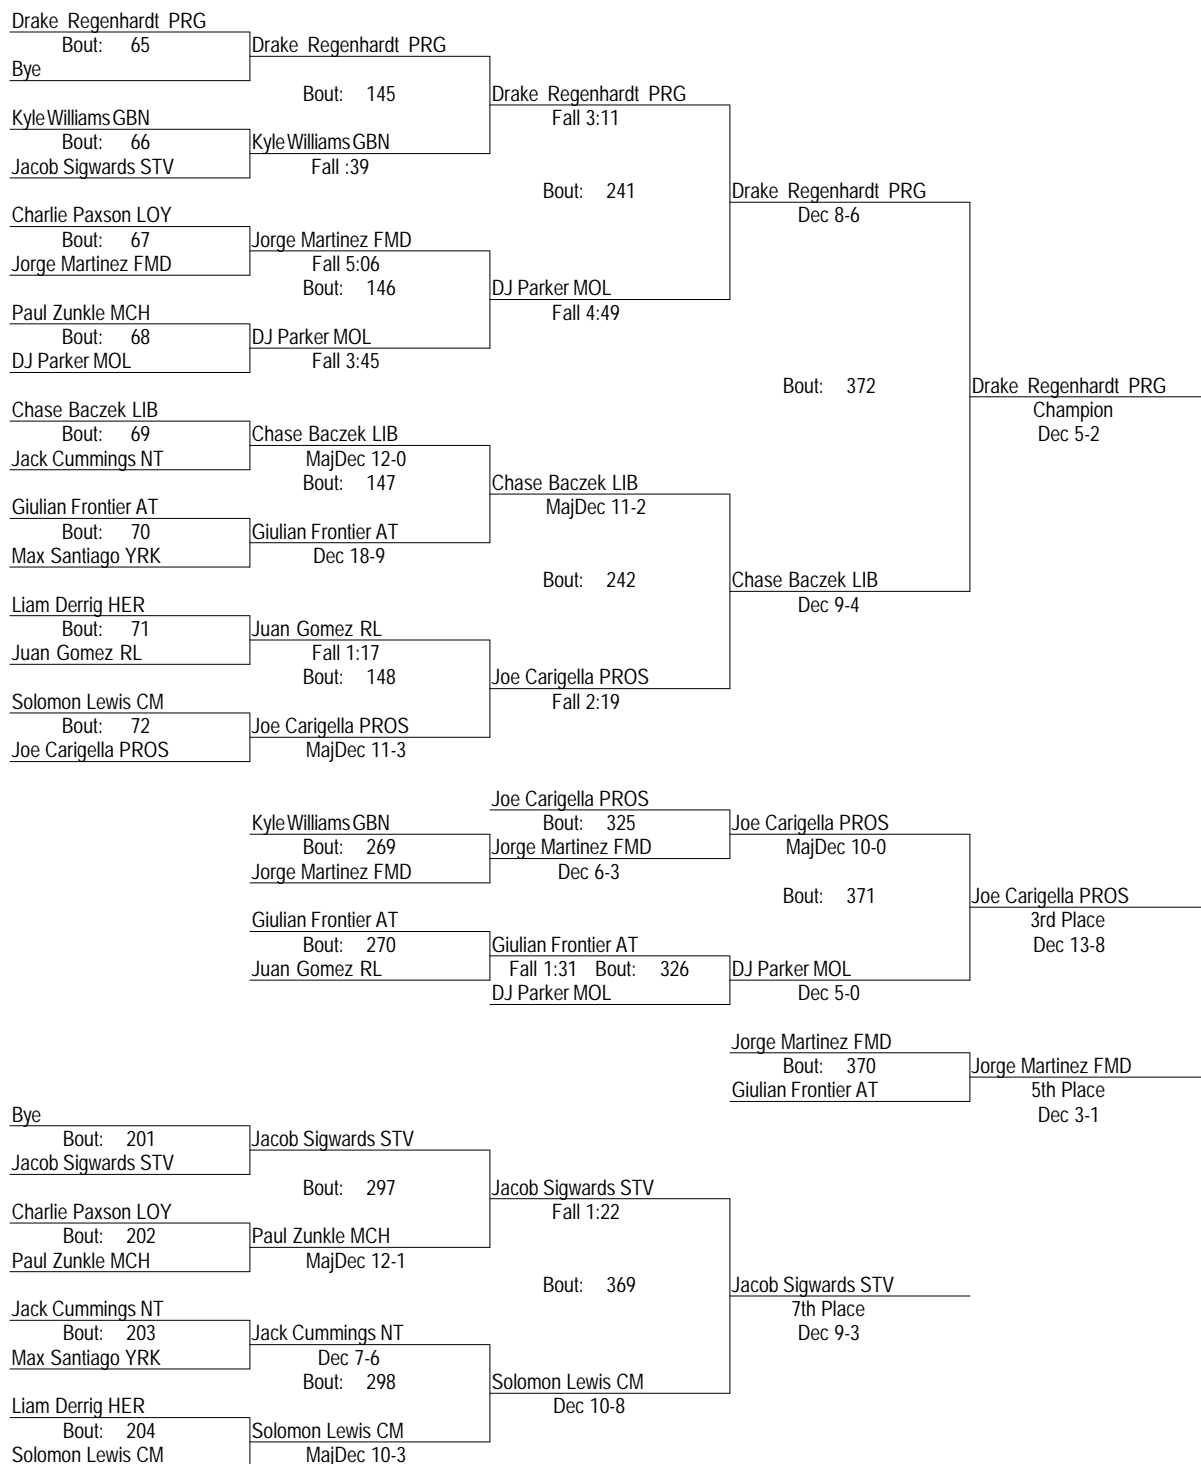 Drake Regenhardt PRG
Bout: 65
Drake Regenhardt PRG
Bye
Bout: 145
Drake Regenhardt PRG
Kyle Williams GBN
Fall 3:11
Bout: 66
Kyle Williams GBN
Jacob Sigwards STV
Fall :39
Bout: 241
Drake Regenhardt PRG
Charlie Paxson LOY
Dec 8-6
Bout: 67
Jorge Martinez FMD
Jorge Martinez FMD
Fall 5:06
Bout: 146
DJ Parker MOL
Paul Zunkle MCH
Fall 4:49
Bout: 68
DJ Parker MOL
DJ Parker MOL
Fall 3:45
Bout: 372
Drake Regenhardt PRG
Chase Baczek LIB
Champion
Bout: 69
Chase Baczek LIB
Dec 5-2
Jack Cummings NT
MajDec 12-0
Bout: 147
Chase Baczek LIB
Giulian Frontier AT
MajDec 11-2
Bout: 70
Giulian Frontier AT
Max Santiago YRK
Dec 18-9
Bout: 242
Chase Baczek LIB
Liam Derrig HER
Dec 9-4
Bout: 71
Juan Gomez RL
Juan Gomez RL
Fall 1:17
Bout: 148
Joe Carigella PROS
Solomon Lewis CM
Fall 2:19
Bout: 72
Joe Carigella PROS
Joe Carigella PROS
MajDec 11-3
Joe Carigella PROS
Kyle Williams GBN
Bout: 325
Joe Carigella PROS
Bout: 269
Jorge Martinez FMD
MajDec 10-0
Jorge Martinez FMD
Dec 6-3
Bout: 371
Joe Carigella PROS
Giulian Frontier AT
3rd Place
Bout: 270
Giulian Frontier AT
Dec 13-8
Juan Gomez RL
Fall 1:31 Bout: 326
DJ Parker MOL
DJ Parker MOL
Dec 5-0
Jorge Martinez FMD
Bout: 370
Jorge Martinez FMD
Giulian Frontier AT
5th Place
Dec 3-1
Bye
Bout: 201
Jacob Sigwards STV
Jacob Sigwards STV
Bout: 297
Jacob Sigwards STV
Charlie Paxson LOY
Fall 1:22
Bout: 202
Paul Zunkle MCH
Paul Zunkle MCH
MajDec 12-1
Bout: 369
Jacob Sigwards STV
Jack Cummings NT
7th Place
Bout: 203
Jack Cummings NT
Dec 9-3
Max Santiago YRK
Dec 7-6
Bout: 298
Solomon Lewis CM
Liam Derrig HER
Dec 10-8
Bout: 204
Solomon Lewis CM
Solomon Lewis CM
MajDec 10-3